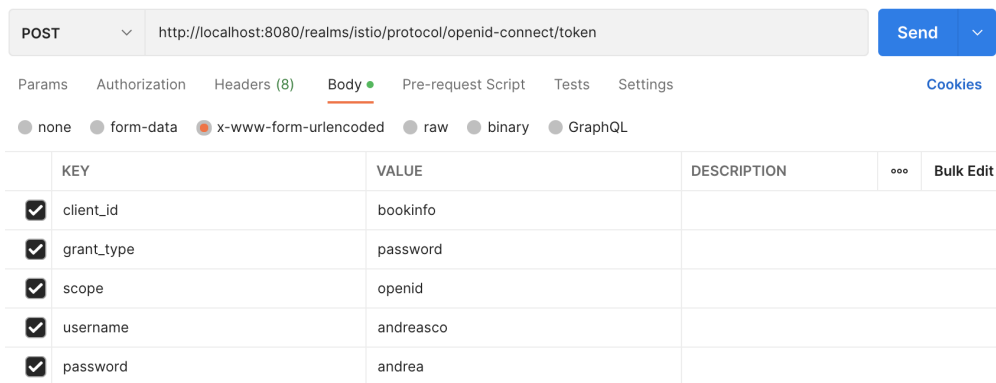 POST http://localhost:8080/realms/istio/protocol/openid-connect/token Send
Params Authorization Headers (8) Body Pre-request Script Tests Settings Cookies
none form-data x-www-form-urlencoded raw binary GraphQL
KEY VALUE DESCRIPTION Bulk Edit
client_id bookinfo
grant_type password
scope openid
username andreasco
password andrea